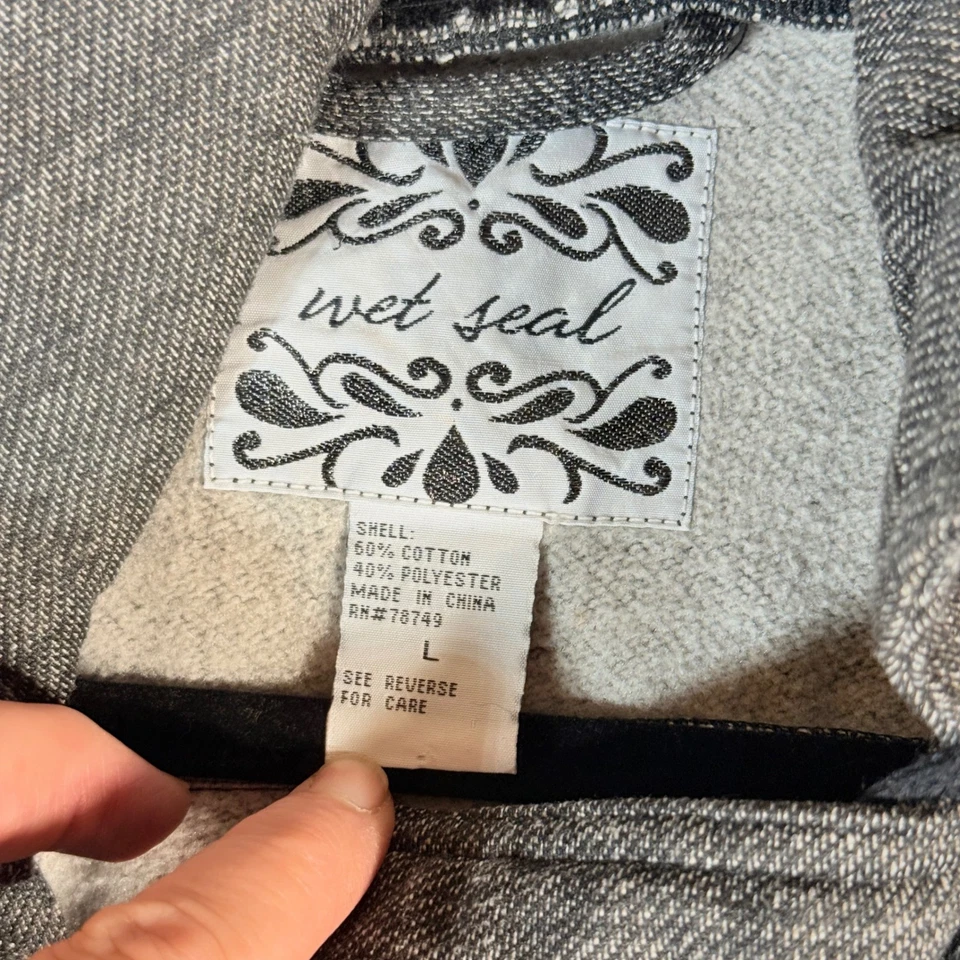 wet seal
SHELL:
60% COTTON
40% POLYESTER
MADE IN CHINA
RN#78749
L
SEE REVERSE
FOR CARE